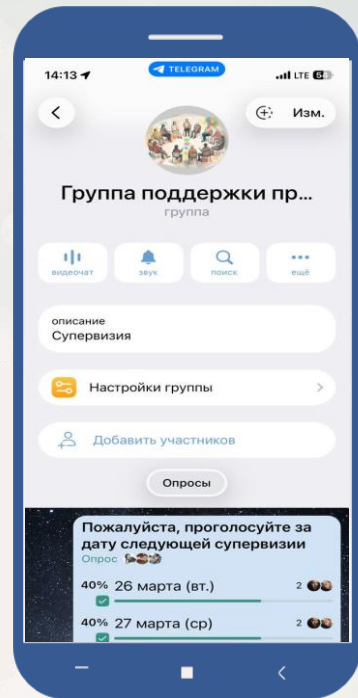 14:13
TELEGRAM
LTE
Изм.
Группа поддержки пр...
группа
видеочат
звук
поиск
ещё
описание
Супервизия
Настройки группы
Добавить участников
Опросы
Пожалуйста, проголосуйте за
дату следующей супервизии
Опрос
40% 26 марта (вт.) 2
40% 27 марта (ср) 2